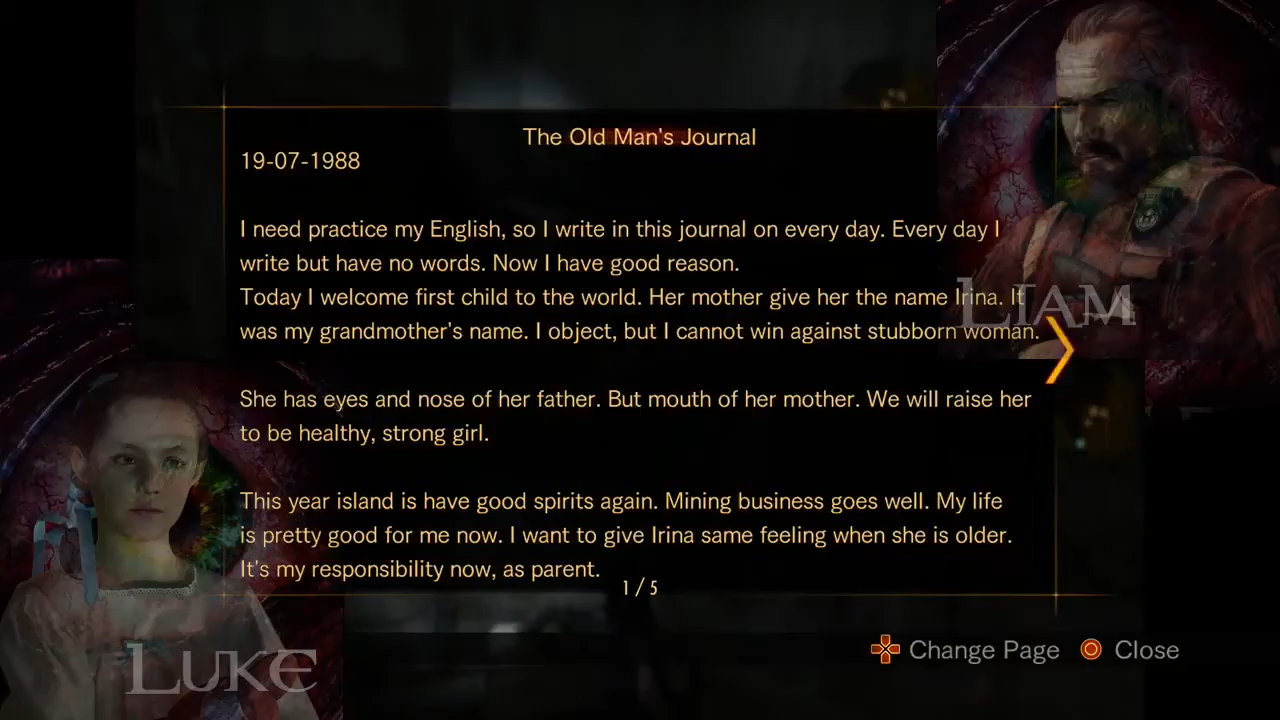 The Old Man's Journal
19-07-1988
I need practice my English, so I write in this journal on every day. Every day I
write but have no words. Now I have good reason.
Today I welcome first child to the world. Her mother give her the name Irina. It
was my grandmother's name. I object, but I cannot win against stubborn woman.
LIAM
She has eyes and nose of her father. But mouth of her mother. We will raise her
to be healthy, strong girl.
This year island is have good spirits again. Mining business goes well. My life
is pretty good for me now. I want to give Irina same feeling when she is older.
It's my responsibility now, as parent.
1/5
LUKE
Change Page Close